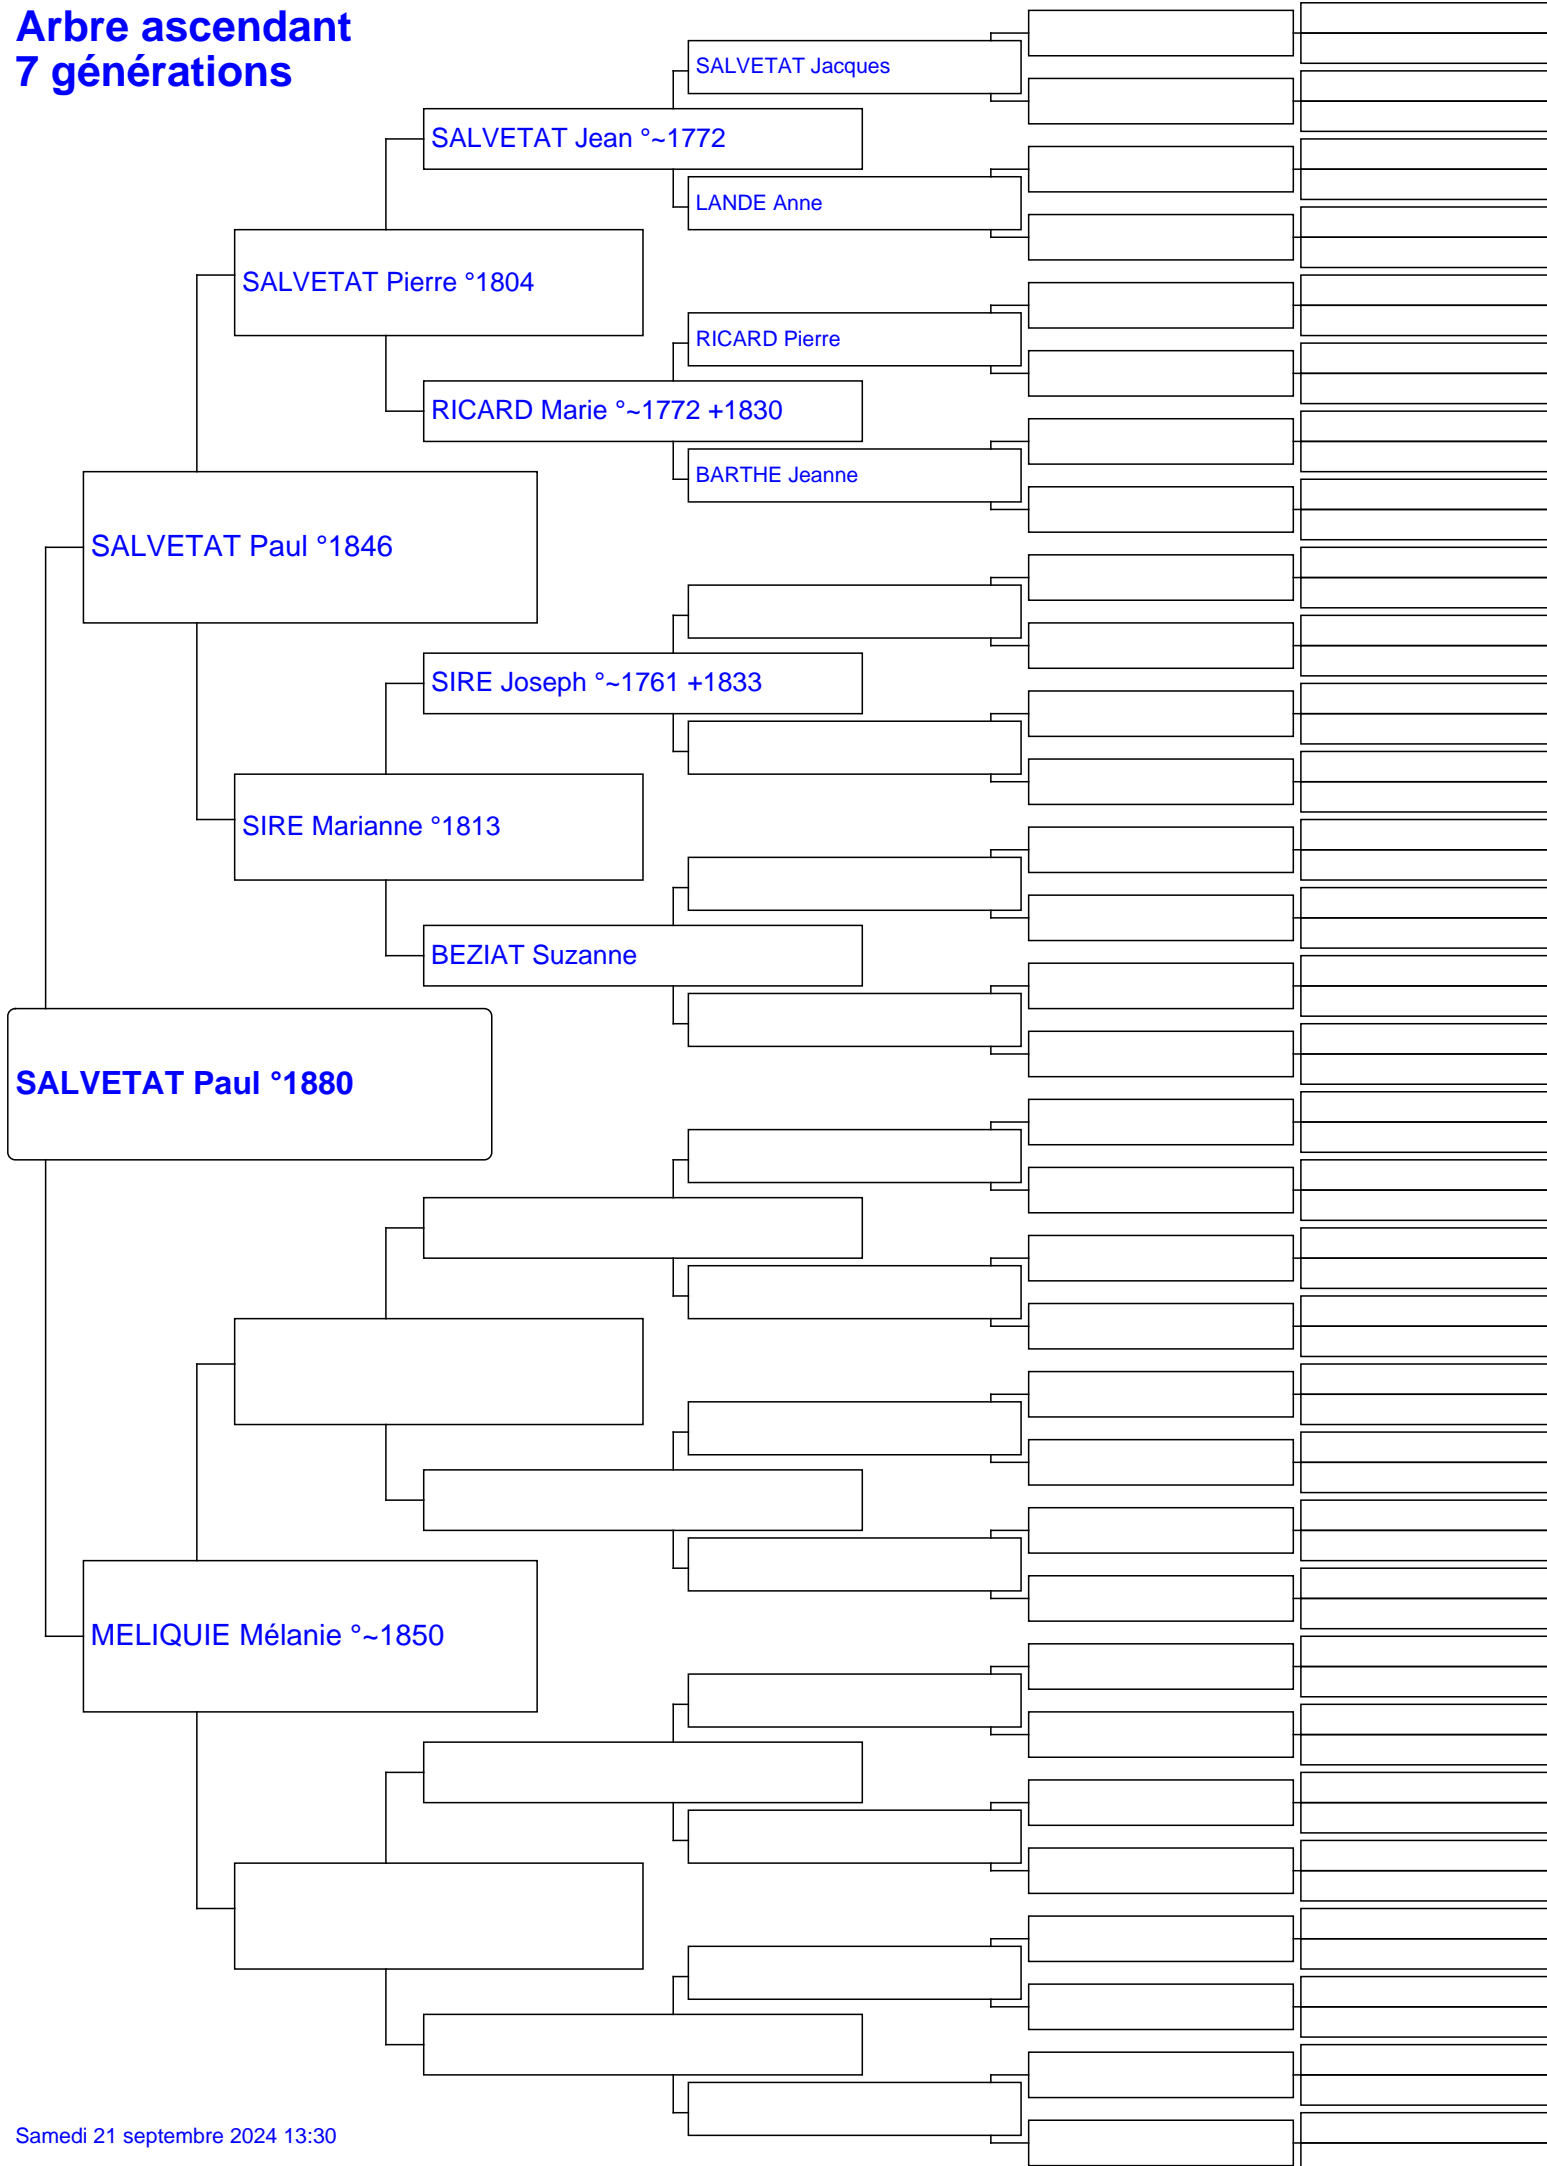 Arbre ascendant
7 générations
SALVETAT Jacques
SALVETAT Jean °~1772
LANDE Anne
SALVETAT Pierre °1804
RICARD Pierre
RICARD Marie °~1772 +1830
BARTHE Jeanne
SALVETAT Paul °1846
SIRE Joseph °~1761 +1833
SIRE Marianne °1813
BEZIAT Suzanne
SALVETAT Paul °1880
MELIQUIE Mélanie °~1850
Samedi 21 septembre 2024 13:30